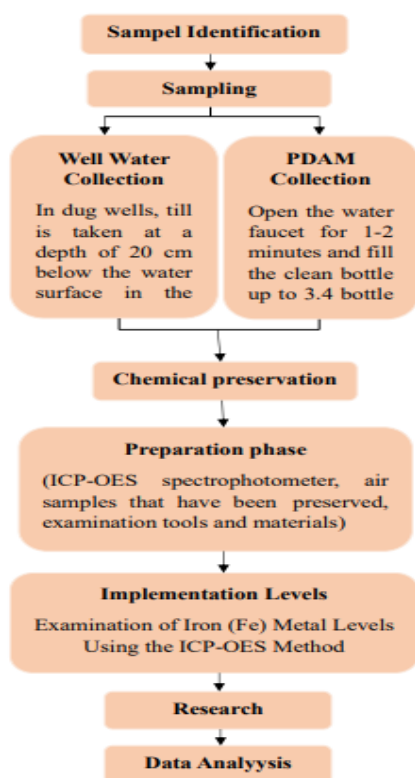 Sampel Identification
Sampling
Well Water
Collection
In dug wells, till
is taken at a
depth of 20 cm
below the water
surface in the
PDAM
Collection
Open the water
faucet for 1-2
minutes and fill
the clean bottle
up to 3.4 bottle
Chemical preservation
Preparation phase
(ICP-OES spectrophotometer, air
samples that have been preserved,
examination tools and materials)
Implementation Levels
Examination of Iron (Fe) Metal Levels
Using the ICP-OES Method
Research
Data Analyysis